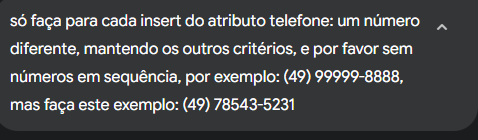 só faça para cada insert do atributo telefone: um número
diferente, mantendo os outros critérios, e por favor sem
números em sequência, por exemplo: (49) 99999-8888,
mas faça este exemplo: (49) 78543-5231